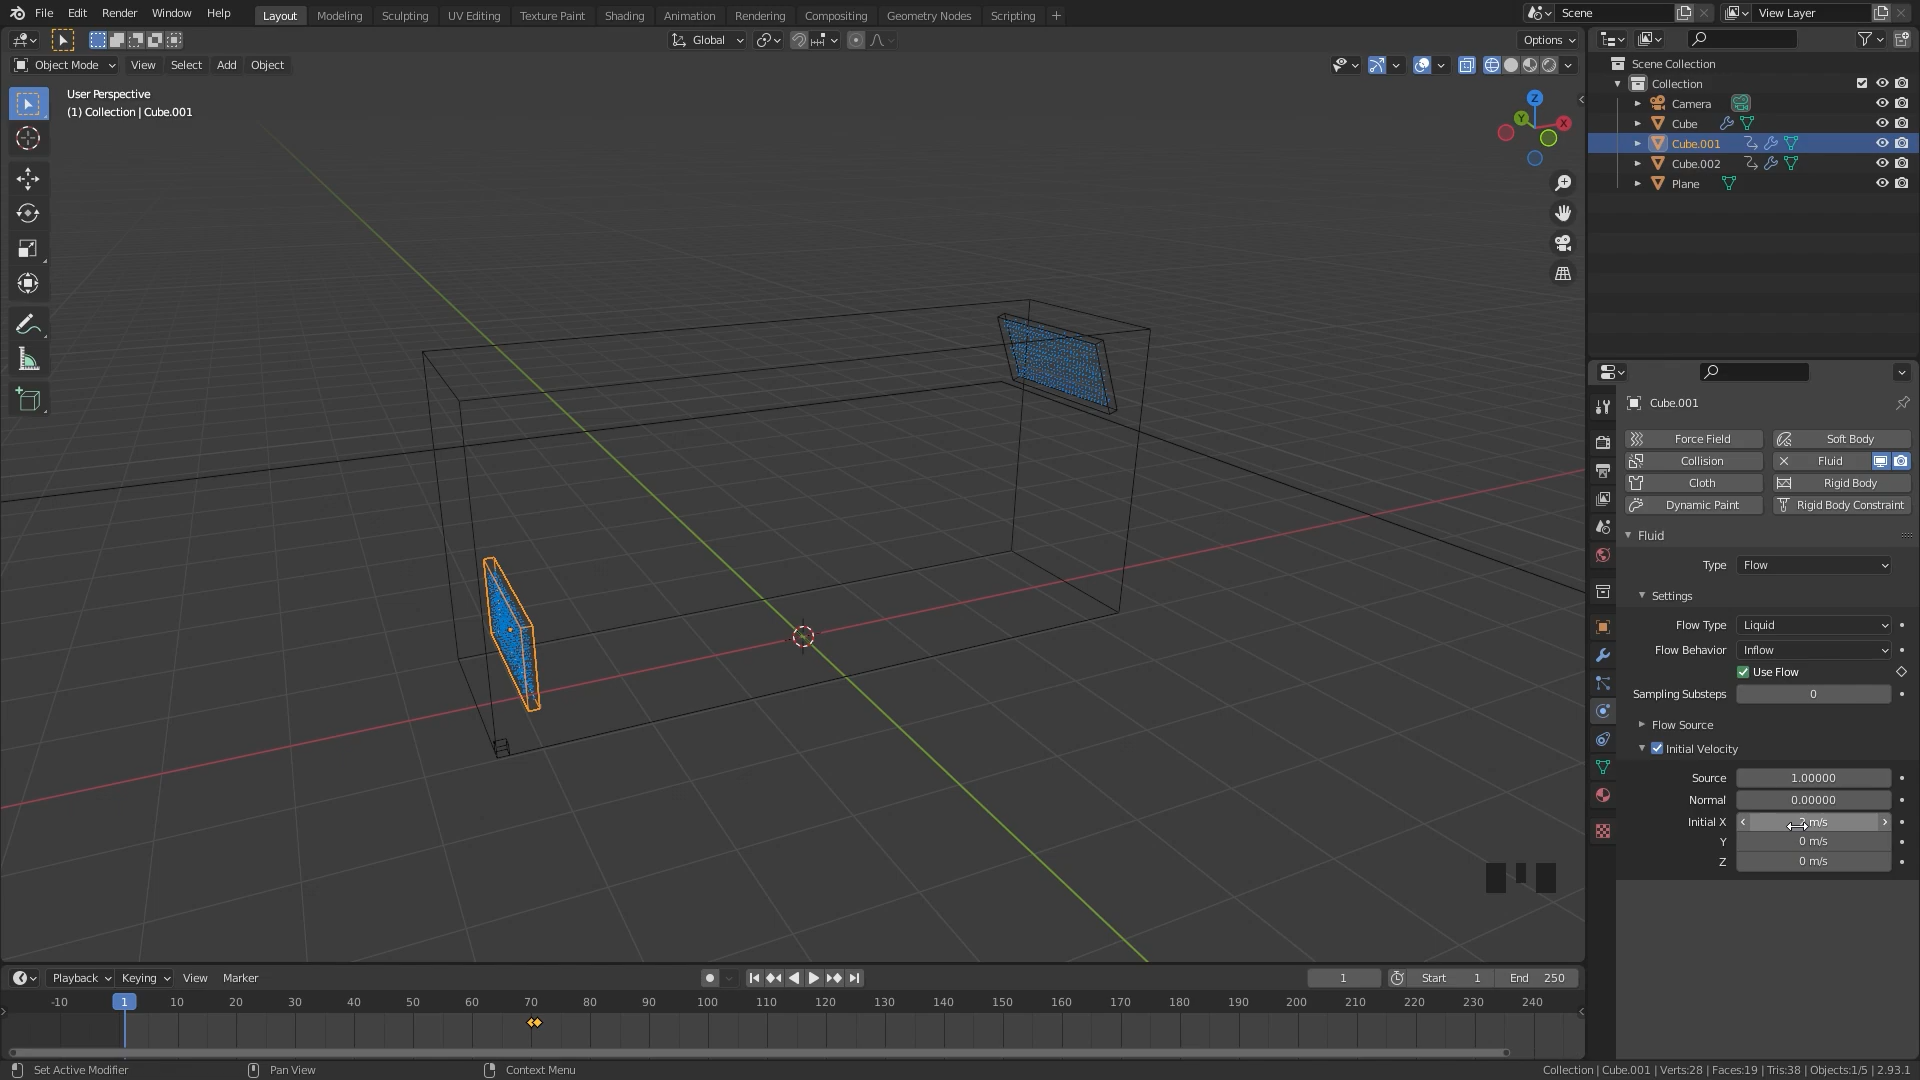 File Edit Render Window Help Layout Modeling Sculpting UV Editing Texture Paint Shading Animation Rendering Compositing Geometry Nodes Scripting + Scene View Layer
Global Options
Object Mode View Select Add Object
User Perspective
(1) Collection | Cube.001
Z
Y
X
Scene Collection
Collection
Camera
Cube
Cube.001
Cube.002
Plane
Cube.001
Force Field Soft Body
Collision Fluid
Cloth Rigid Body
Dynamic Paint Rigid Body Constraint
Fluid
Type Flow
Settings
Flow Type Liquid
Flow Behavior Inflow
Use Flow
Sampling Substeps 0
Flow Source
Initial Velocity
Source 1.00000
Normal 0.00000
Initial X m/s
Y 0 m/s
Z 0 m/s
Playback Keying View Marker 1 Start 1 End 250
-10 1 10 20 30 40 50 60 70 80 90 100 110 120 130 140 150 160 170 180 190 200 210 220 230 240
Set Active Modifier Pan View Context Menu Collection | Cube.001 | Verts:28 | Faces:19 | Tris:38 | Objects:1/5 | 2.93.1